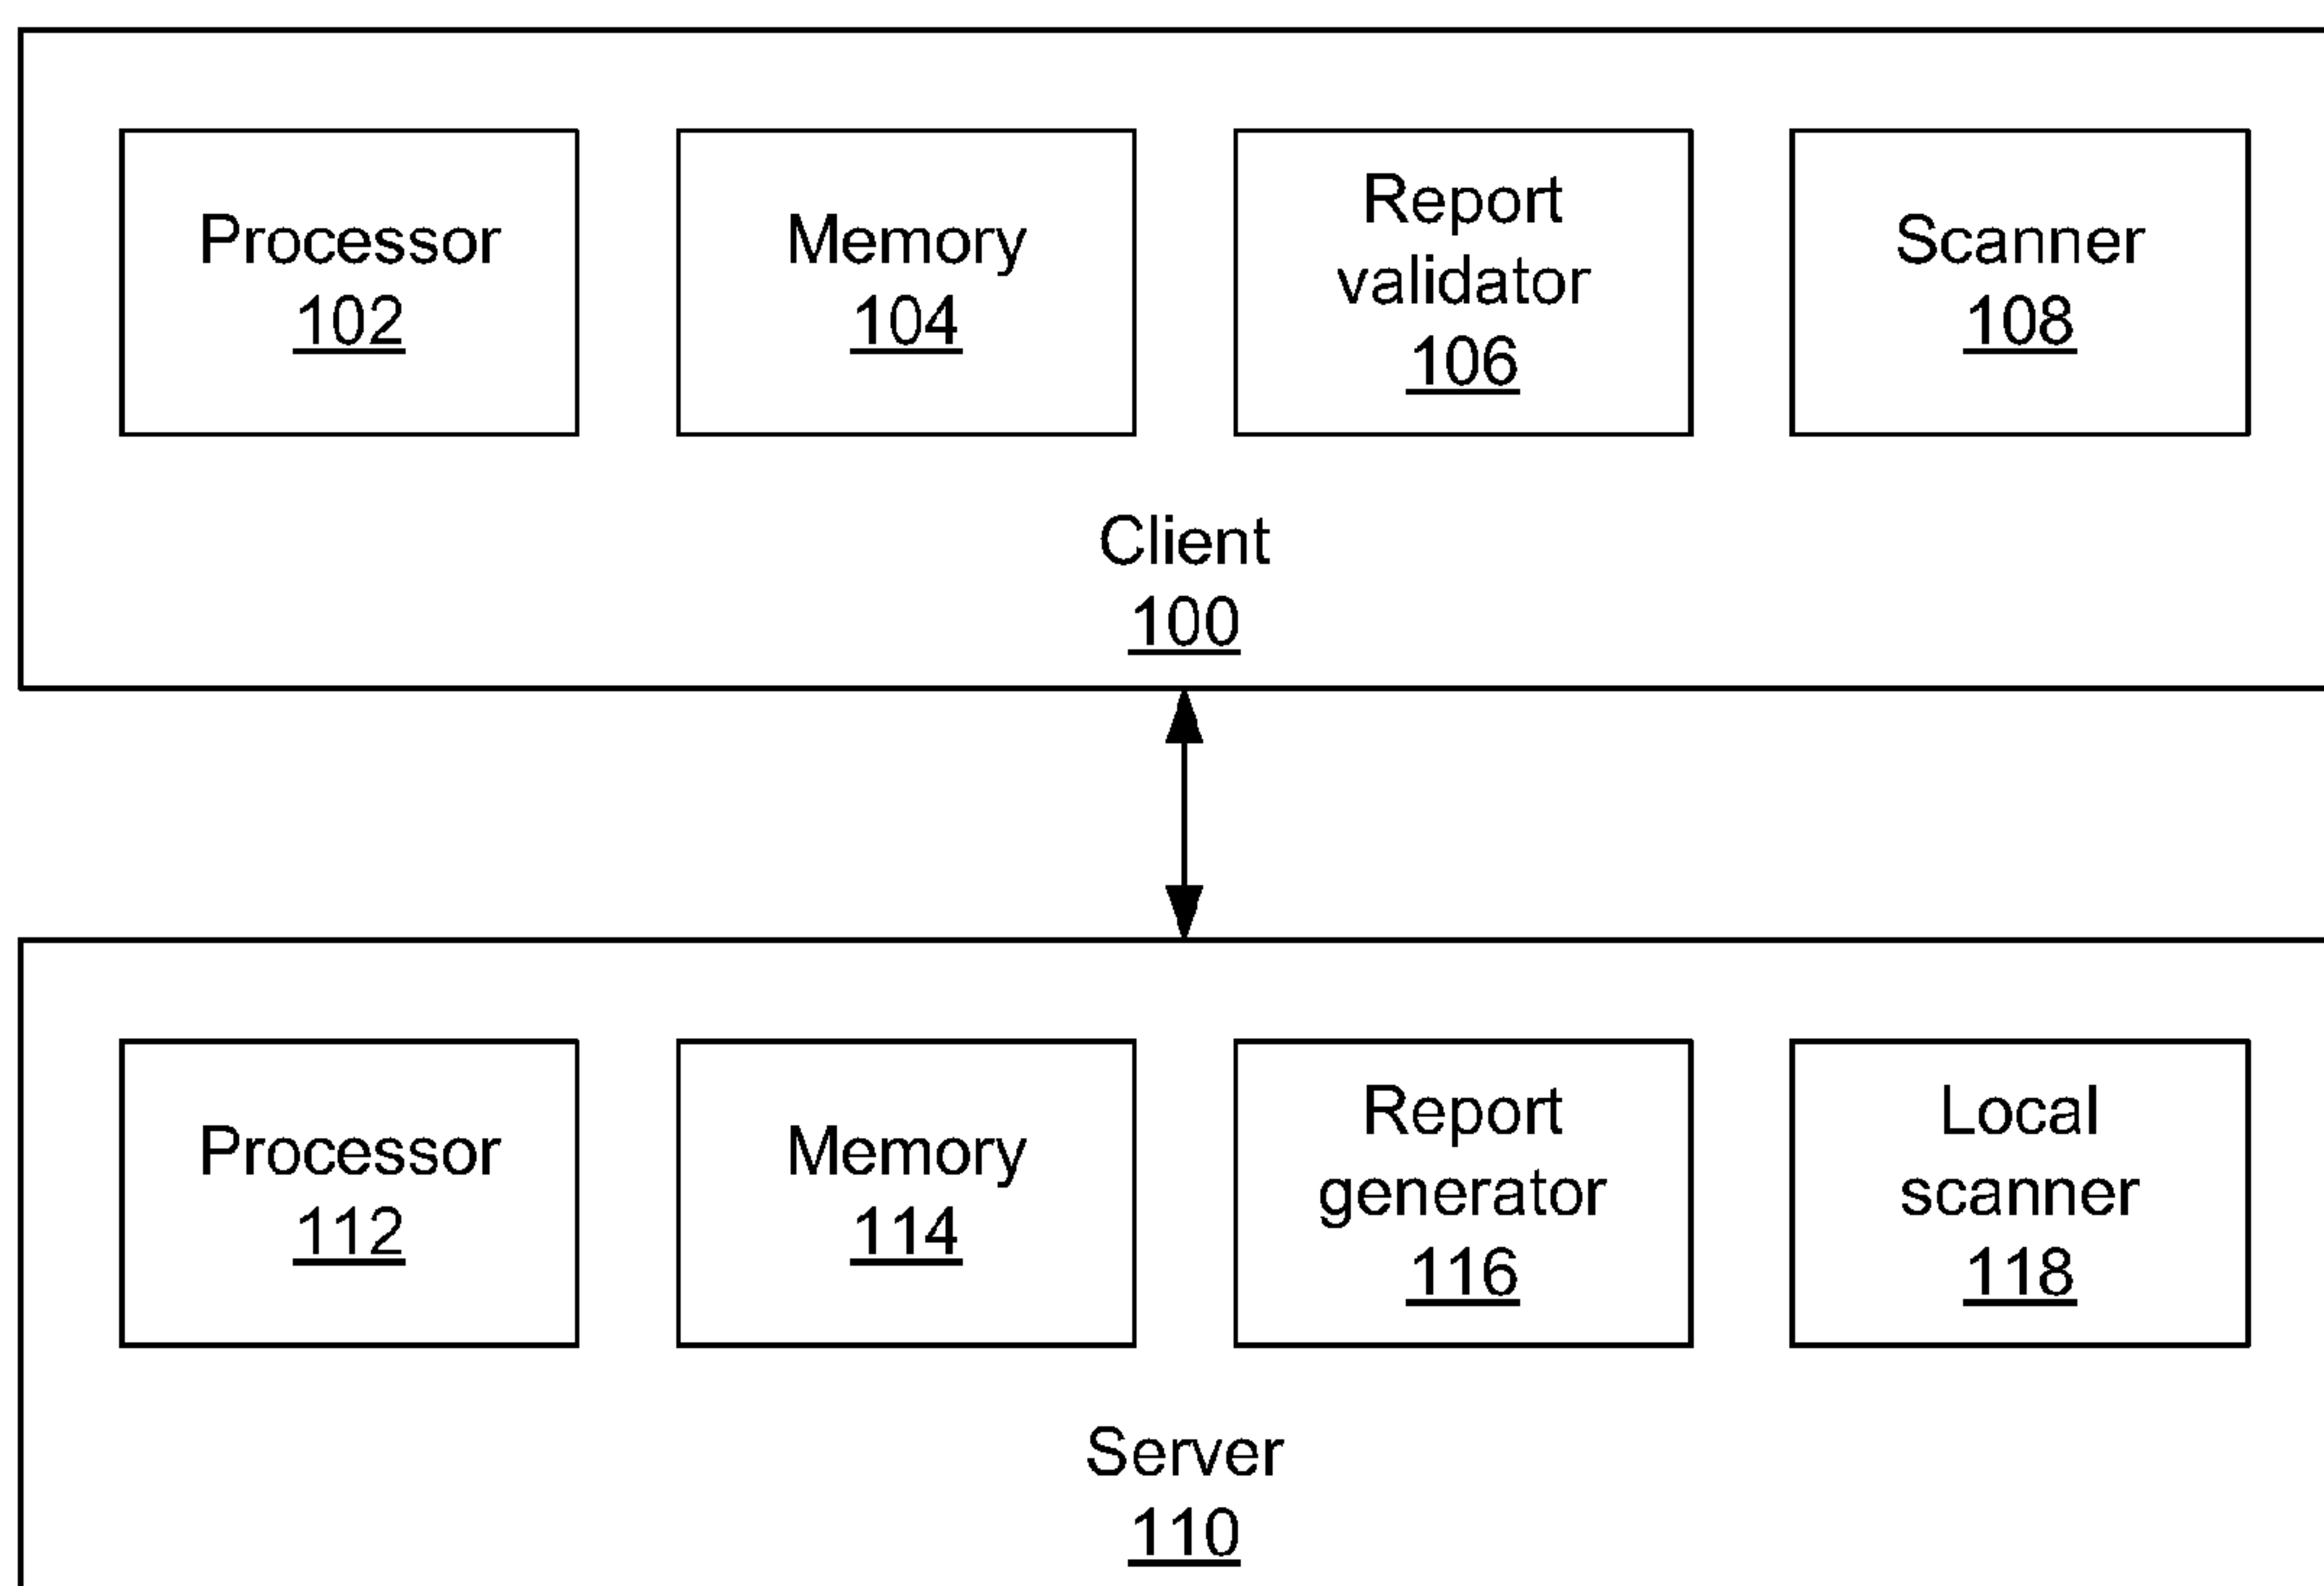 Processor
102
Memory
104
Report
validator
106
Scanner
108
Client
100
Processor
112
Memory
114
Report
generator
116
Local
scanner
118
Server
110